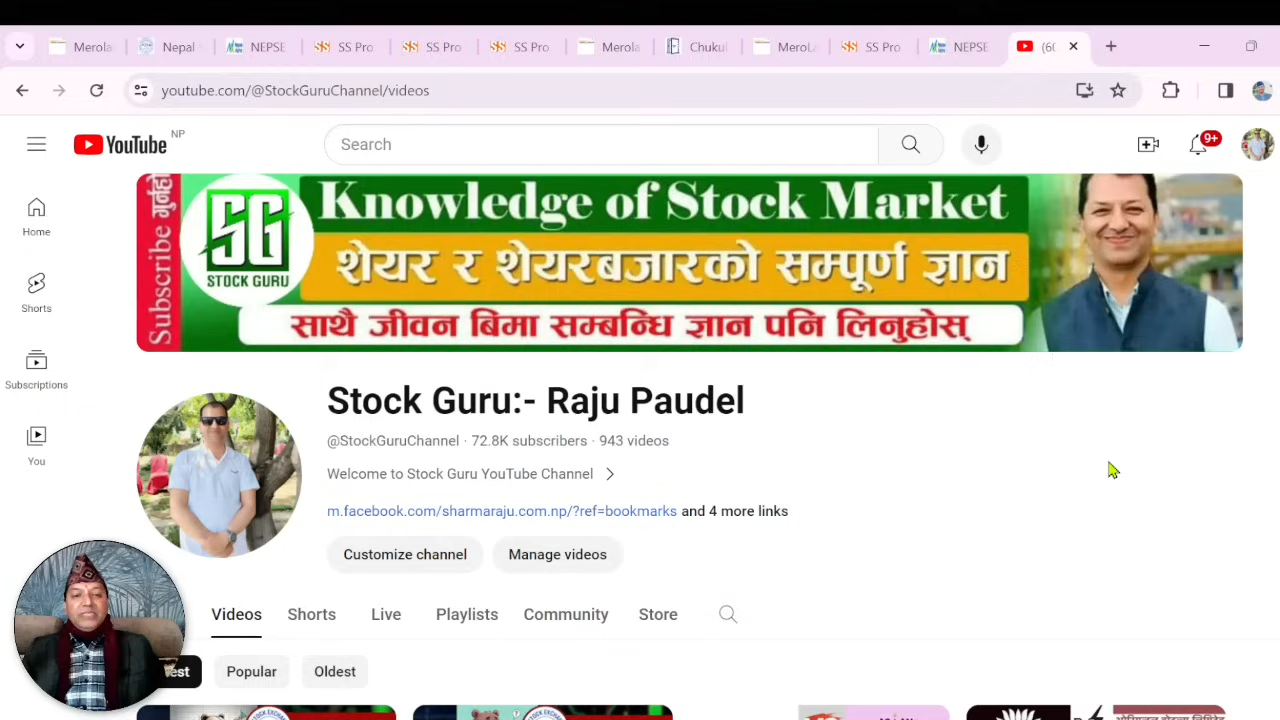 Merola
Nepal
NEPSE
SS Pro
SS Pro
SS Pro
Merola
Chukul
MeroL
SS Pro
NEPSE
(60
youtube.com/@StockGuruChannel/videos
YouTube NP
Search
9+
Home
Shorts
Subscriptions
You
Subscribe गर्नुहो
SG
STOCK GURU
Knowledge of Stock Market
शेयर र शेयरबजारको सम्पूर्ण ज्ञान
साथै जीवन बिमा सम्बन्धि ज्ञान पनि लिनुहोस्
Stock Guru:- Raju Paudel
@StockGuruChannel · 72.8K subscribers · 943 videos
Welcome to Stock Guru YouTube Channel
m.facebook.com/sharmaraju.com.np/?ref=bookmarks and 4 more links
Customize channel
Manage videos
Videos
Shorts
Live
Playlists
Community
Store
Popular
Oldest